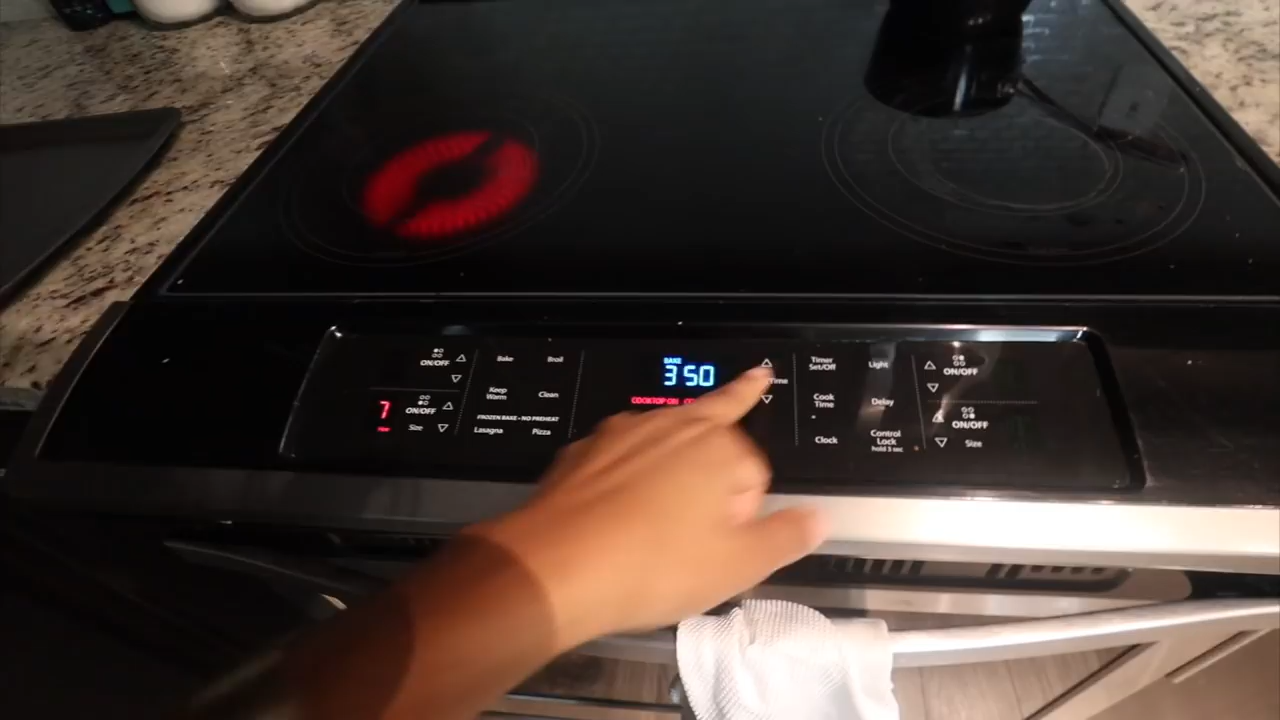 ON/OFF
7
ON/OFF
Size
Bake
Broil
Keep
Warm
Clean
FROZEN BAKE - NO PREHEAT
Lasagna
Pizza
BAKE
350
COOKTOP ON
Time
Timer
Set/Off
Light
Cook
Time
Delay
Clock
Control
Lock
hold 3 sec
ON/OFF
ON/OFF
Size